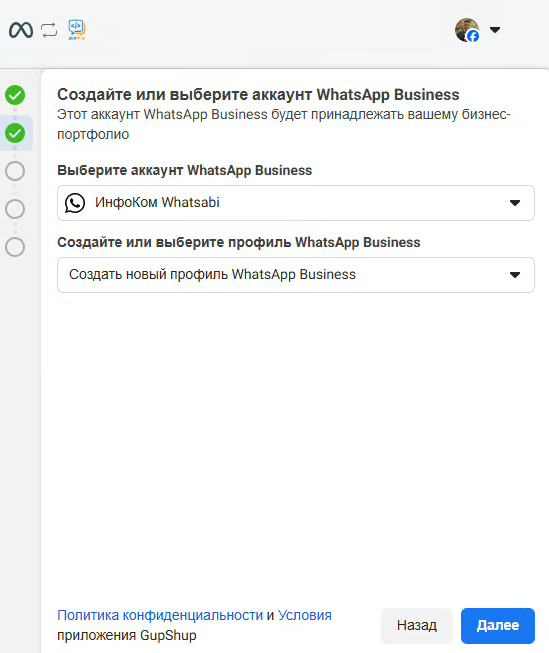 Создайте или выберите аккаунт WhatsApp Business
Этот аккаунт WhatsApp Business будет принадлежать вашему бизнес-
портфолио
Выберите аккаунт WhatsApp Business
ИнфоКом Whatsabi
Создайте или выберите профиль WhatsApp Business
Создать новый профиль WhatsApp Business
Политика конфиденциальности и Условия
приложения GupShup
Назад
Далее